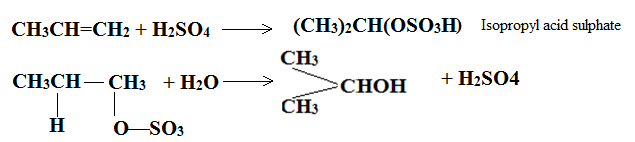 CH3CH=CH2 + H2SO4 → (CH3)2CH(OSO3H) Isopropyl acid sulphate
CH3
CH3CH — CH3 + H2O → CHOH + H2SO4
CH3
H O—SO3